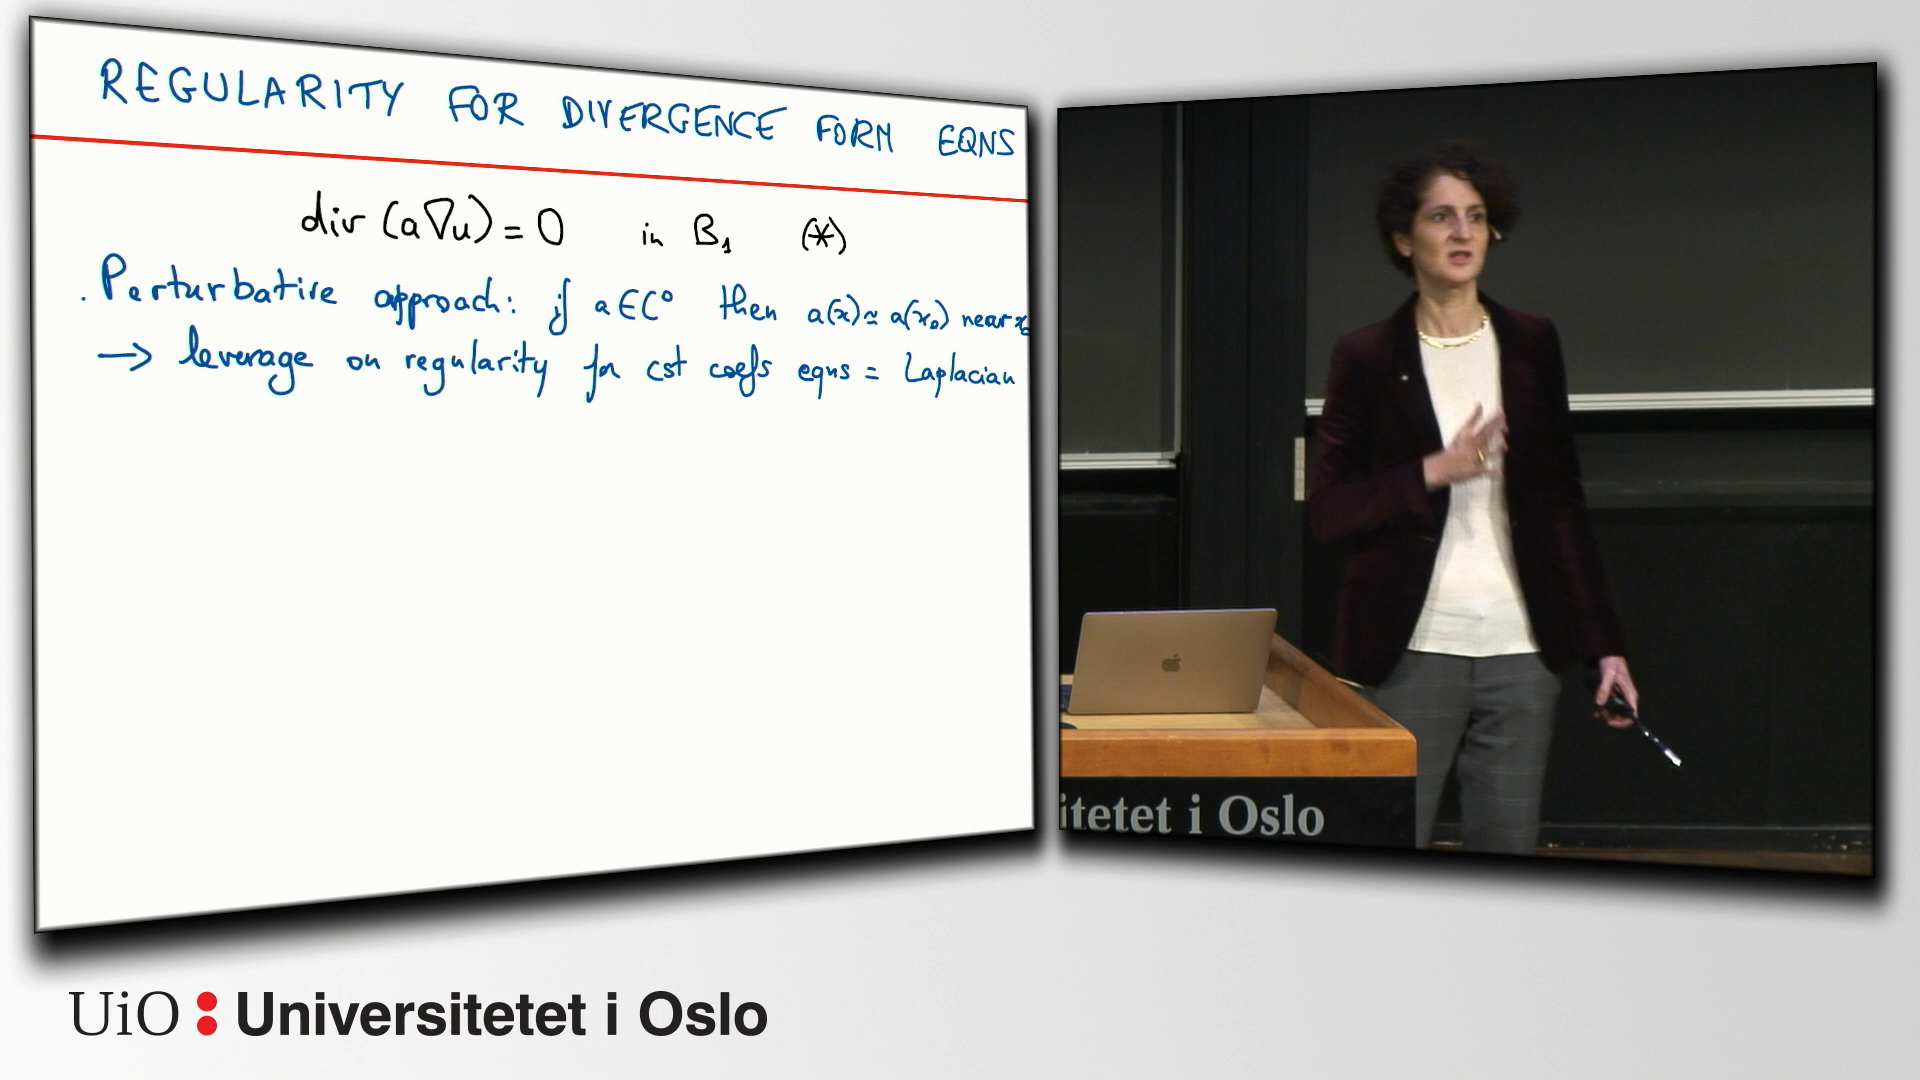 REGULARITY FOR DIVERGENCE FORM EQNS
div (a∇u) = 0 in B₁ (*)
. Perturbative approach: if a∈C⁰ then a(x)≃a(x₀) near x₀
→ leverage on regularity for cst coefs eqns = Laplacian
itetet i Oslo
UiO : Universitetet i Oslo